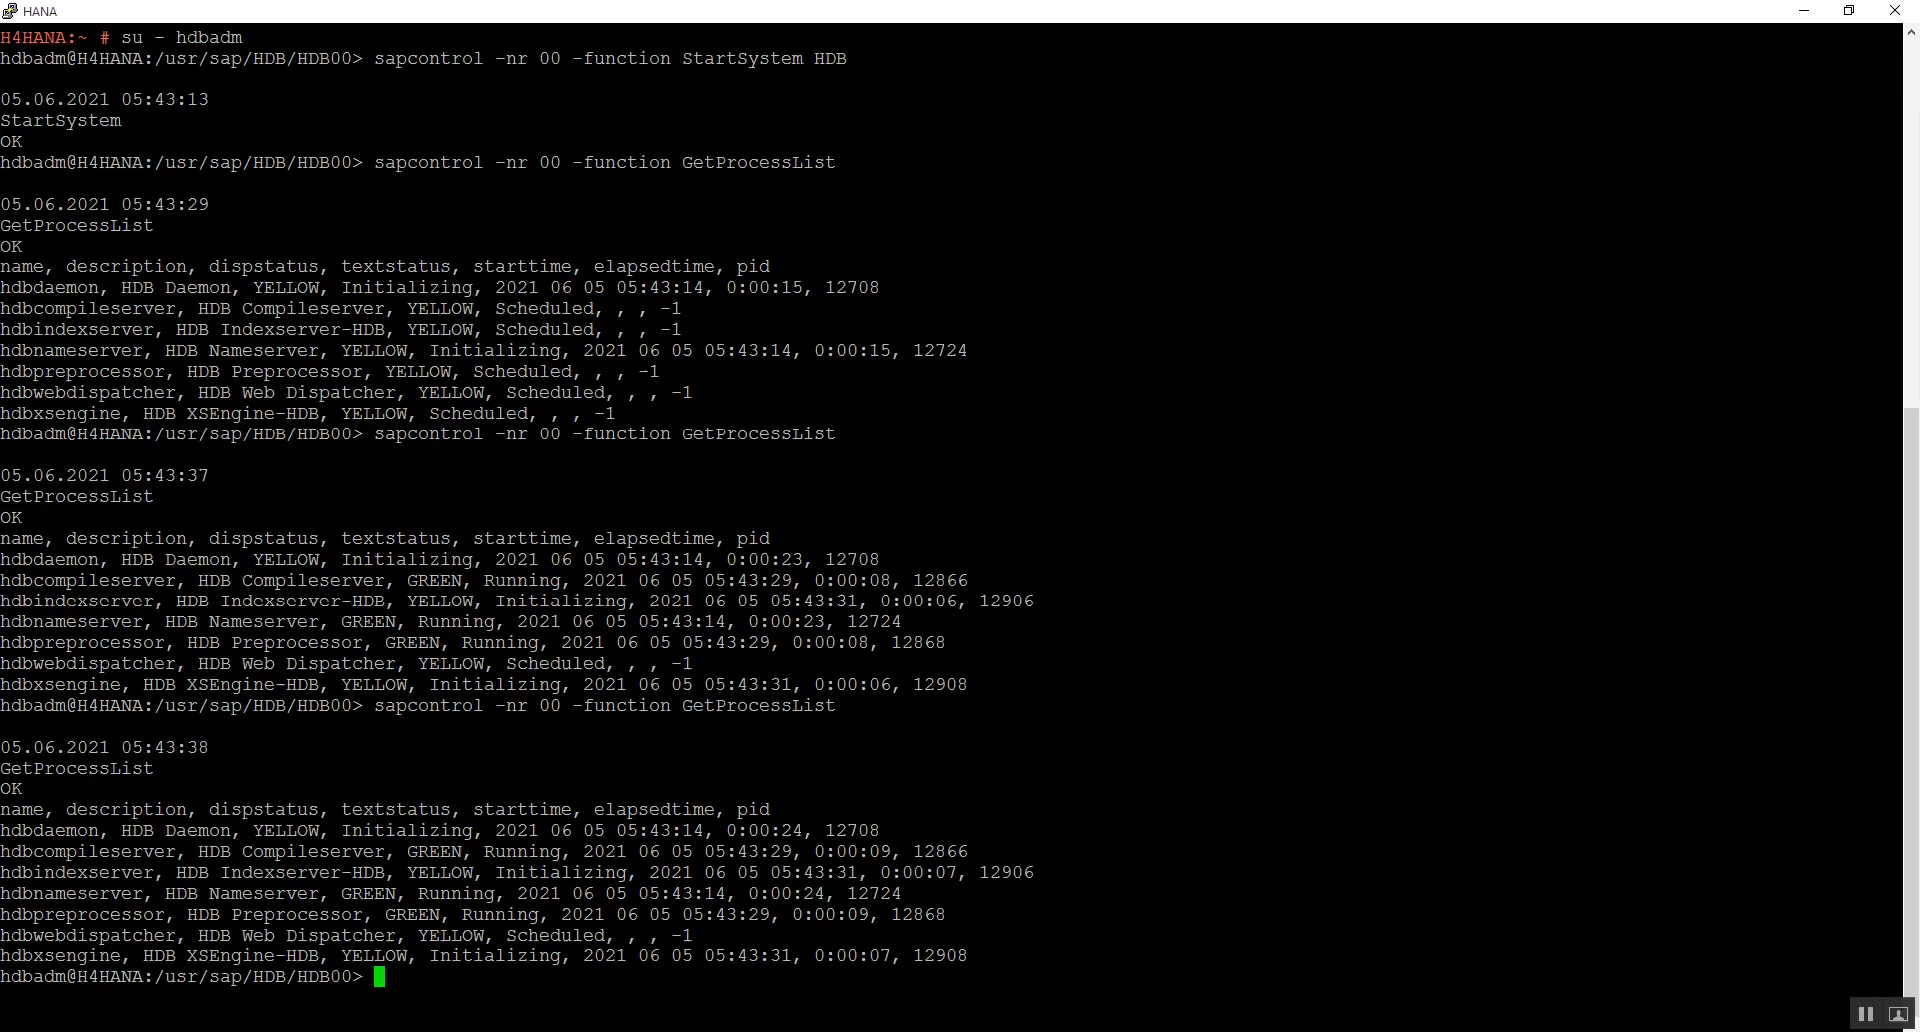 HANA
H4HANA:~ # su - hdbadm
hdbadm@H4HANA:/usr/sap/HDB/HDB00> sapcontrol -nr 00 -function StartSystem HDB
05.06.2021 05:43:13
StartSystem
OK
hdbadm@H4HANA:/usr/sap/HDB/HDB00> sapcontrol -nr 00 -function GetProcessList
05.06.2021 05:43:29
GetProcessList
OK
name, description, dispstatus, textstatus, starttime, elapsedtime, pid
hdbdaemon, HDB Daemon, YELLOW, Initializing, 2021 06 05 05:43:14, 0:00:15, 12708
hdbcompileserver, HDB Compileserver, YELLOW, Scheduled, , , -1
hdbindexserver, HDB Indexserver-HDB, YELLOW, Scheduled, , , -1
hdbnameserver, HDB Nameserver, YELLOW, Initializing, 2021 06 05 05:43:14, 0:00:15, 12724
hdbpreprocessor, HDB Preprocessor, YELLOW, Scheduled, , , -1
hdbwebdispatcher, HDB Web Dispatcher, YELLOW, Scheduled, , , -1
hdbxsengine, HDB XSEngine-HDB, YELLOW, Scheduled, , , -1
hdbadm@H4HANA:/usr/sap/HDB/HDB00> sapcontrol -nr 00 -function GetProcessList
05.06.2021 05:43:37
GetProcessList
OK
name, description, dispstatus, textstatus, starttime, elapsedtime, pid
hdbdaemon, HDB Daemon, YELLOW, Initializing, 2021 06 05 05:43:14, 0:00:23, 12708
hdbcompileserver, HDB Compileserver, GREEN, Running, 2021 06 05 05:43:29, 0:00:08, 12866
hdbindexserver, HDB Indexserver-HDB, YELLOW, Initializing, 2021 06 05 05:43:31, 0:00:06, 12906
hdbnameserver, HDB Nameserver, GREEN, Running, 2021 06 05 05:43:14, 0:00:23, 12724
hdbpreprocessor, HDB Preprocessor, GREEN, Running, 2021 06 05 05:43:29, 0:00:08, 12868
hdbwebdispatcher, HDB Web Dispatcher, YELLOW, Scheduled, , , -1
hdbxsengine, HDB XSEngine-HDB, YELLOW, Initializing, 2021 06 05 05:43:31, 0:00:06, 12908
hdbadm@H4HANA:/usr/sap/HDB/HDB00> sapcontrol -nr 00 -function GetProcessList
05.06.2021 05:43:38
GetProcessList
OK
name, description, dispstatus, textstatus, starttime, elapsedtime, pid
hdbdaemon, HDB Daemon, YELLOW, Initializing, 2021 06 05 05:43:14, 0:00:24, 12708
hdbcompileserver, HDB Compileserver, GREEN, Running, 2021 06 05 05:43:29, 0:00:09, 12866
hdbindexserver, HDB Indexserver-HDB, YELLOW, Initializing, 2021 06 05 05:43:31, 0:00:07, 12906
hdbnameserver, HDB Nameserver, GREEN, Running, 2021 06 05 05:43:14, 0:00:24, 12724
hdbpreprocessor, HDB Preprocessor, GREEN, Running, 2021 06 05 05:43:29, 0:00:09, 12868
hdbwebdispatcher, HDB Web Dispatcher, YELLOW, Scheduled, , , -1
hdbxsengine, HDB XSEngine-HDB, YELLOW, Initializing, 2021 06 05 05:43:31, 0:00:07, 12908
hdbadm@H4HANA:/usr/sap/HDB/HDB00>